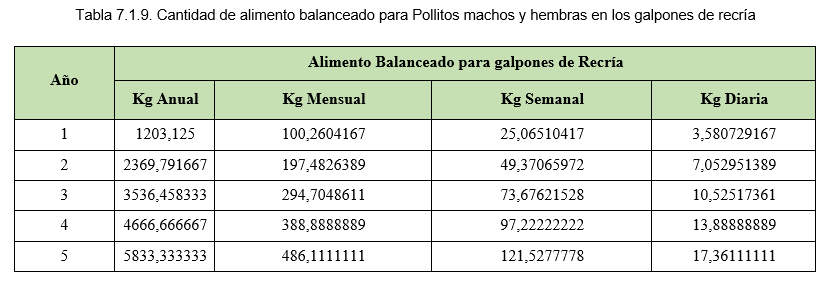 Tabla 7.1.9. Cantidad de alimento balanceado para Pollitos machos y hembras en los galpones de recría
Año
Alimento Balanceado para galpones de Recría
Kg Anual Kg Mensual Kg Semanal Kg Diaria
1 1203,125 100,2604167 25,06510417 3,580729167
2 2369,791667 197,4826389 49,37065972 7,052951389
3 3536,458333 294,7048611 73,67621528 10,52517361
4 4666,666667 388,8888889 97,22222222 13,88888889
5 5833,333333 486,1111111 121,5277778 17,36111111